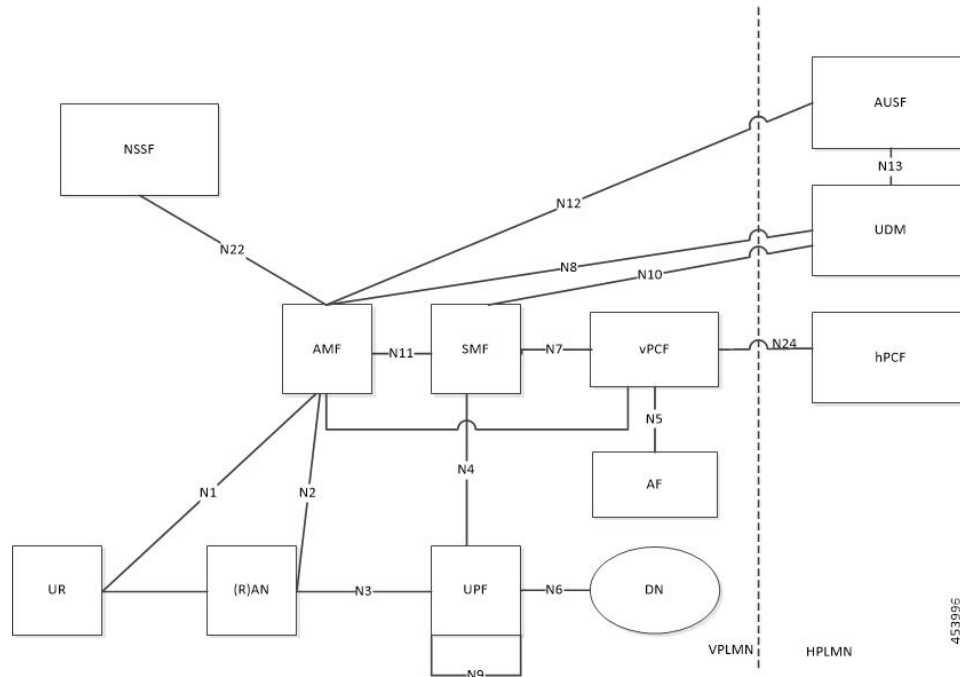 AUSF
NSSF
N13
N12
UDM
N22
N8
N10
AMF
N11
SMF
N7
vPCF
N24
hPCF
N5
N4
AF
N1
N2
UR
(R)AN
N3
UPF
N6
DN
453996
VPLMN
HPLMN
N9